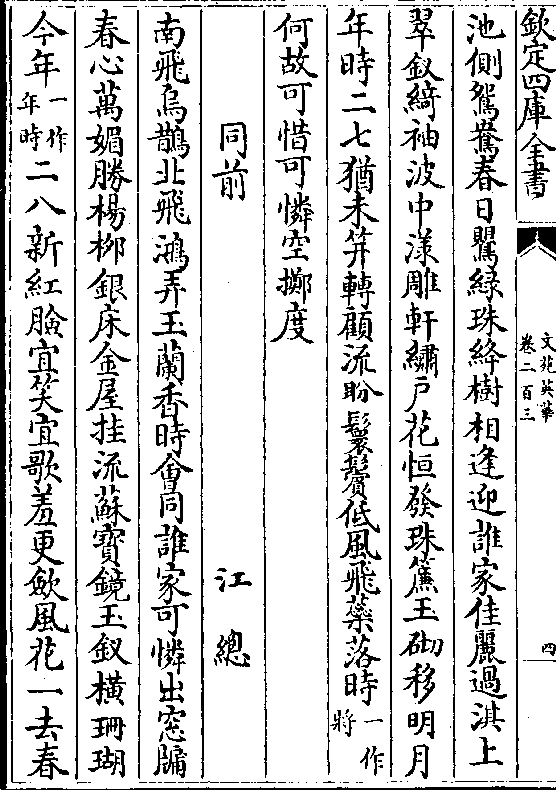 欽定四庫全書
文苑英華
卷二百三
四
池側鴛鴦春日鸎綠珠絳樹相逢迎誰家佳麗過淇上
翠釵綺袖波中漾雕軒繡戶花恒發珠簾玉砌移明月
年時二七猶未笄轉顧流盼鬟鬢低風飛蘂落時一作將
何故可惜可憐空擲度
同前 江總
南飛烏鵲北飛鴻弄玉蘭香時會同誰家可憐出窓牖
春心萬媚勝楊栁銀床金屋挂流蘇寶鏡玉釵橫珊瑚
今年一作年時二八新紅臉宜笑宜歌羞更歛風花一去春